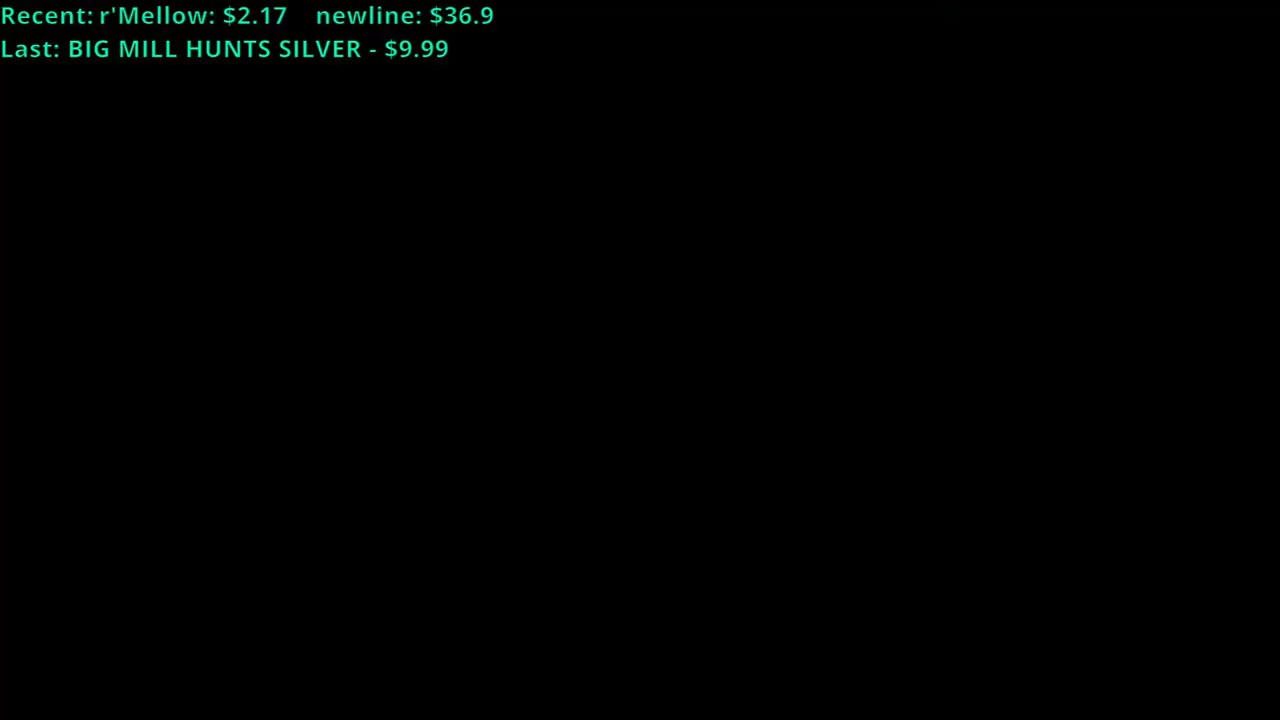 Recent: r'Mellow: $2.17 newline: $36.9
Last: BIG MILL HUNTS SILVER - $9.99